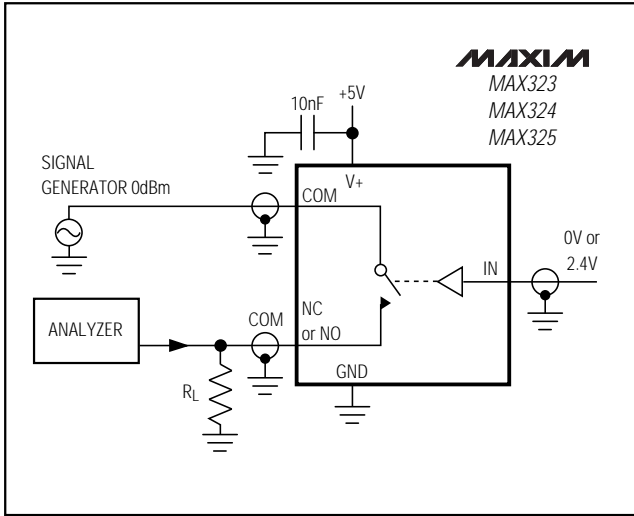 MAXIM
MAX323
MAX324
MAX325
10nF
+5V
SIGNAL
GENERATOR 0dBm
V+
COM
0V or
2.4V
IN
ANALYZER
COM
NC
or NO
RL
GND